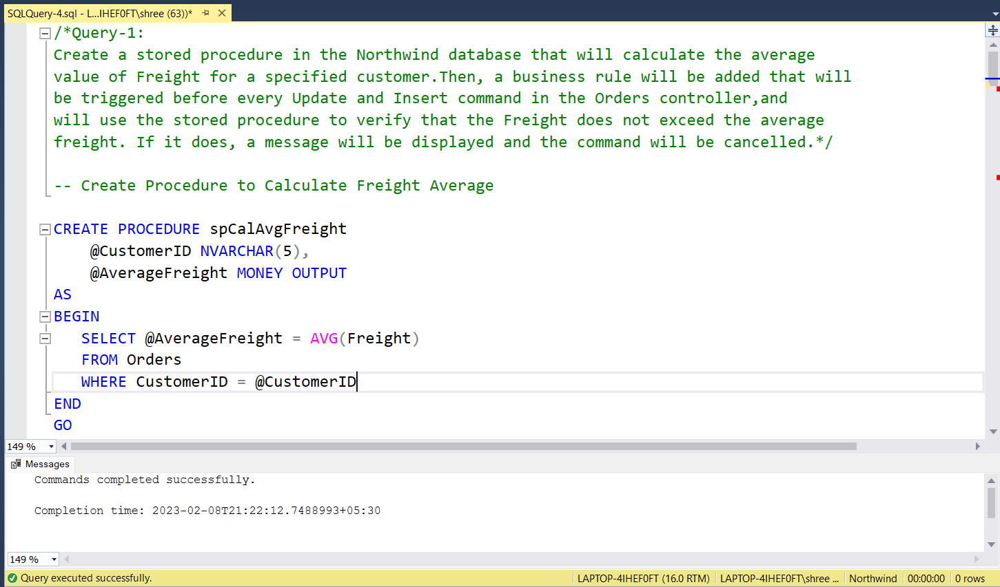 SQLQuery-4.sql - L...IHEF0FT\shree (63))*
/*Query-1:
Create a stored procedure in the Northwind database that will calculate the average
value of Freight for a specified customer.Then, a business rule will be added that will
be triggered before every Update and Insert command in the Orders controller,and
will use the stored procedure to verify that the Freight does not exceed the average
freight. If it does, a message will be displayed and the command will be cancelled.*/
-- Create Procedure to Calculate Freight Average
CREATE PROCEDURE spCalAvgFreight
@CustomerID NVARCHAR(5),
@AverageFreight MONEY OUTPUT
AS
BEGIN
SELECT @AverageFreight = AVG(Freight)
FROM Orders
WHERE CustomerID = @CustomerID
END
GO
149 %
Messages
Commands completed successfully.
Completion time: 2023-02-08T21:22:12.7488993+05:30
149 %
Query executed successfully. LAPTOP-4IHEF0FT (16.0 RTM) LAPTOP-4IHEF0FT\shree ... Northwind 00:00:00 0 rows